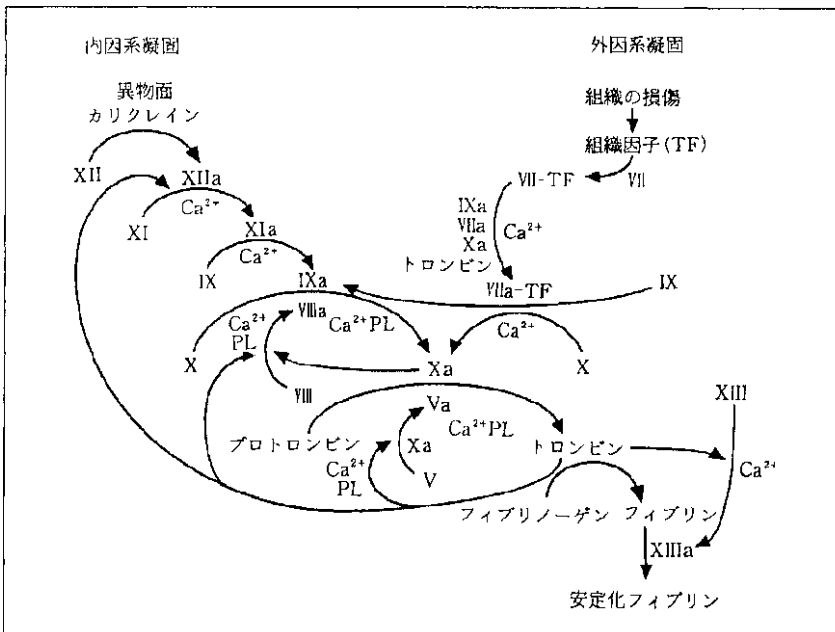 内因系凝固
外因系凝固
異物面
カリクレイン
組織の損傷
組織因子(TF)
XII
XIIa
VII-TF
VII
Ca²⁺
XI
XIa
IXa
VIIa
Xa
トロンビン
Ca²⁺
IX
Ca²⁺
IXa
VIIa-TF
IX
Ca²⁺
PL
VIIIa
Ca²⁺PL
Ca²⁺
X
Xa
X
VIII
XIII
Va
プロトロンビン
Xa
Ca²⁺PL
トロンビン
Ca²⁺
PL
V
Ca²⁺
フィブリノーゲン
フィブリン
XIIIa
安定化フィブリン